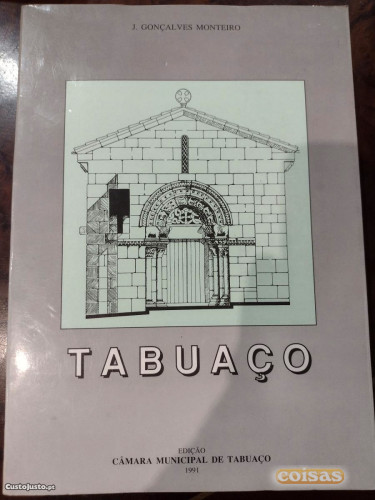 J. GONÇALVES MONTEIRO
TABUAÇO
EDIÇÃO
CÂMARA MUNICIPAL DE TABUAÇO
1991
Custojusto.pt
coisas